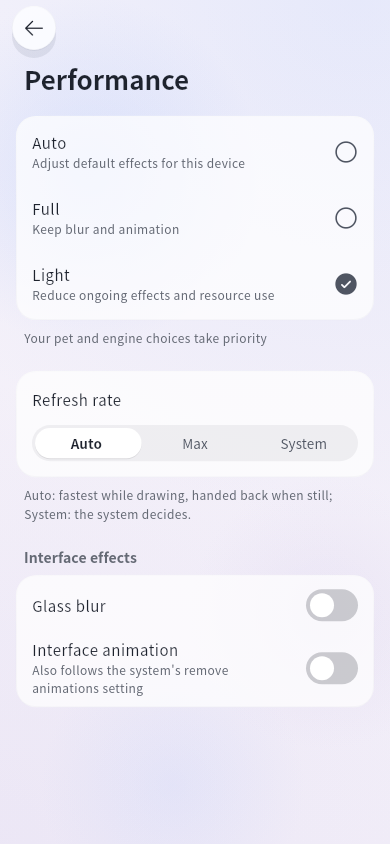 Performance
Auto
Adjust default effects for this device
Full
Keep blur and animation
Light
Reduce ongoing effects and resource use
Your pet and engine choices take priority
Refresh rate
Auto Max System
Auto: fastest while drawing, handed back when still;
System: the system decides.
Interface effects
Glass blur
Interface animation
Also follows the system's remove
animations setting